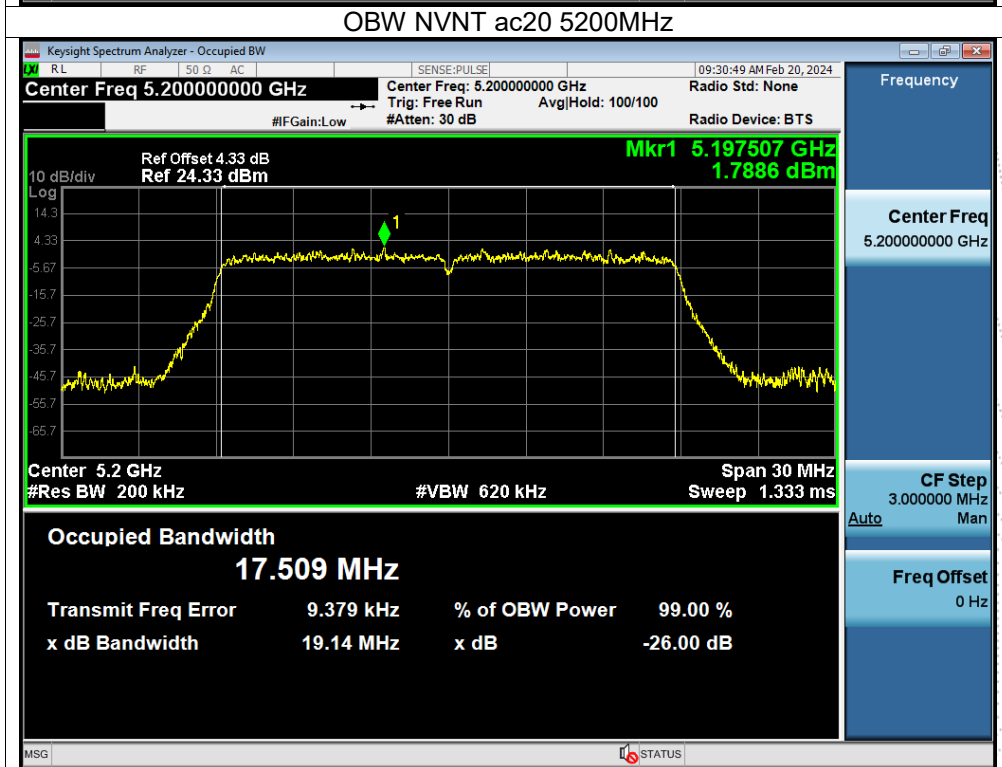 OBW NVNT ac20 5200MHz
Keysight Spectrum Analyzer - Occupied BW
LXI RL RF 50 Ω AC SENSE:PULSE 09:30:49 AM Feb 20, 2024
Center Freq 5.200000000 GHz
Center Freq: 5.200000000 GHz Radio Std: None
Trig: Free Run Avg|Hold: 100/100
#IFGain:Low #Atten: 30 dB Radio Device: BTS
Frequency
Mkr1 5.197507 GHz
1.7886 dBm
Ref Offset 4.33 dB
10 dB/div Ref 24.33 dBm
Log
14.3
4.33
-5.67
-15.7
-25.7
-35.7
-45.7
-55.7
-65.7
1
Center 5.2 GHz Span 30 MHz
#Res BW 200 kHz #VBW 620 kHz Sweep 1.333 ms
Center Freq
5.200000000 GHz
CF Step
3.000000 MHz
Auto Man
Freq Offset
0 Hz
Occupied Bandwidth
17.509 MHz
Transmit Freq Error 9.379 kHz % of OBW Power 99.00 %
x dB Bandwidth 19.14 MHz x dB -26.00 dB
MSG STATUS